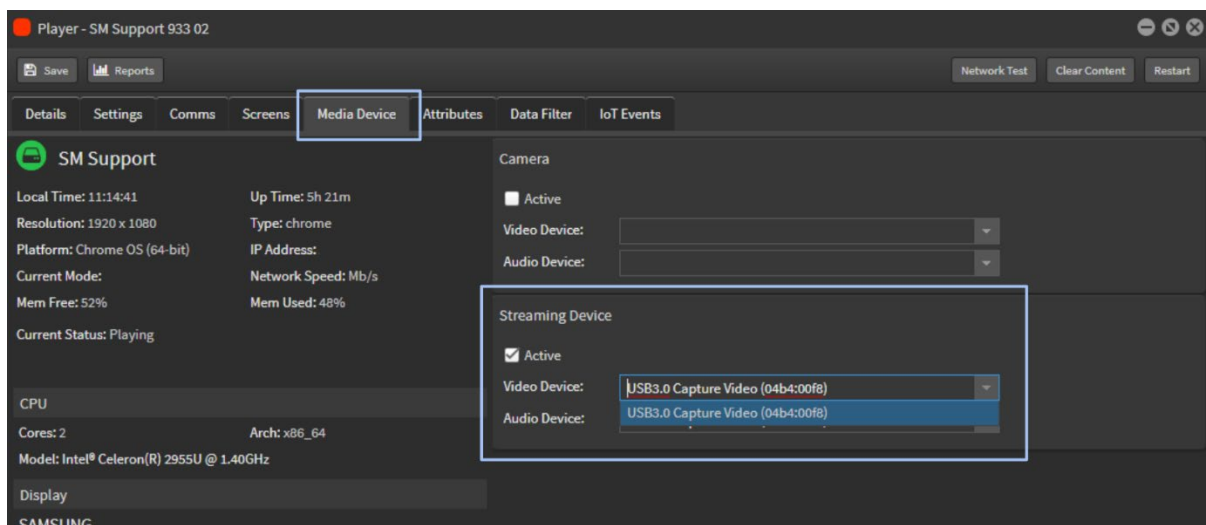 Player - SM Support 933 02
Save Reports Network Test Clear Content Restart
Details Settings Comms Screens Media Device Attributes Data Filter IoT Events
SM Support
Local Time: 11:14:41 Up Time: 5h 21m
Resolution: 1920 x 1080 Type: chrome
Platform: Chrome OS (64-bit) IP Address:
Current Mode: Network Speed: Mb/s
Mem Free: 52% Mem Used: 48%
Current Status: Playing
CPU
Cores: 2 Arch: x86_64
Model: Intel® Celeron(R) 2955U @ 1.40GHz
Display
SAMSUNG
Camera
Active
Video Device:
Audio Device:
Streaming Device
Active
Video Device: USB3.0 Capture Video (04b4:00f8)
USB3.0 Capture Video (04b4:00f8)
Audio Device: